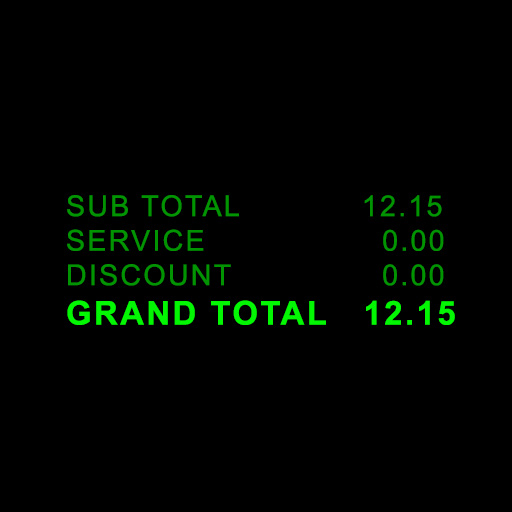 SUB TOTAL 12.15
SERVICE 0.00
DISCOUNT 0.00
GRAND TOTAL 12.15